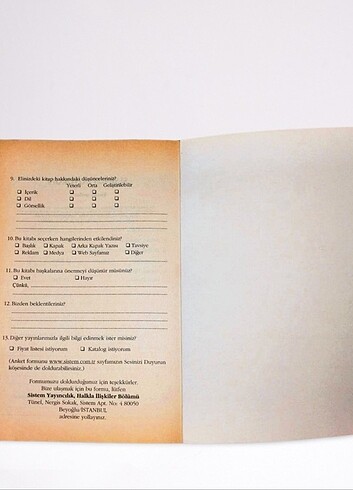 9. Elinizdeki kitap hakkındaki düşünceleriniz?
Yeterli Orta Geliştirilebilir
❑ İçerik ❑ ❑ ❑
❑ Dil ❑ ❑ ❑
❑ Görsellik ❑ ❑ ❑
10. Bu kitabı seçerken hangilerinden etkilendiniz?
❑ Başlık ❑ Kapak ❑ Arka Kapak Yazısı ❑ Tavsiye
❑ Reklam ❑ Medya ❑ Web Sayfamız ❑ Diğer
11. Bu kitabı başkalarına önermeyi düşünür müsünüz?
❑ Evet ❑ Hayır
Çünkü,
12. Bizden beklentileriniz?
13. Diğer yayınlarımızla ilgili bilgi edinmek ister misiniz?
❑ Fiyat listesi istiyorum ❑ Katalog istiyorum
(Anket formunu www.sistem.com.tr sayfamızın Sesimizi Duyurun
köşesinde de doldurabilirsiniz.)
Formumuzu doldurduğunuz için teşekkürler.
Bize ulaşmak için bu formu, lütfen
Sistem Yayıncılık, Halkla İlişkiler Bölümü
Tünel, Nergis Sokak, Sistem Apt. No: 4 80050
Beyoğlu/İSTANBUL
adresine yollayınız.